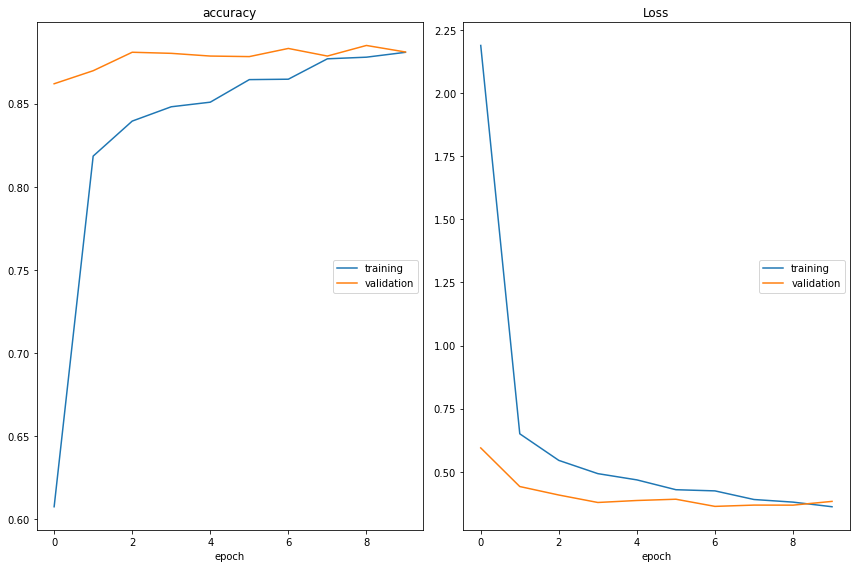 accuracy
0.85
0.80
0.75
0.70
0.65
0.60
0 2 4 6 8
epoch
training
validation
Loss
2.25
2.00
1.75
1.50
1.25
1.00
0.75
0.50
0 2 4 6 8
epoch
training
validation